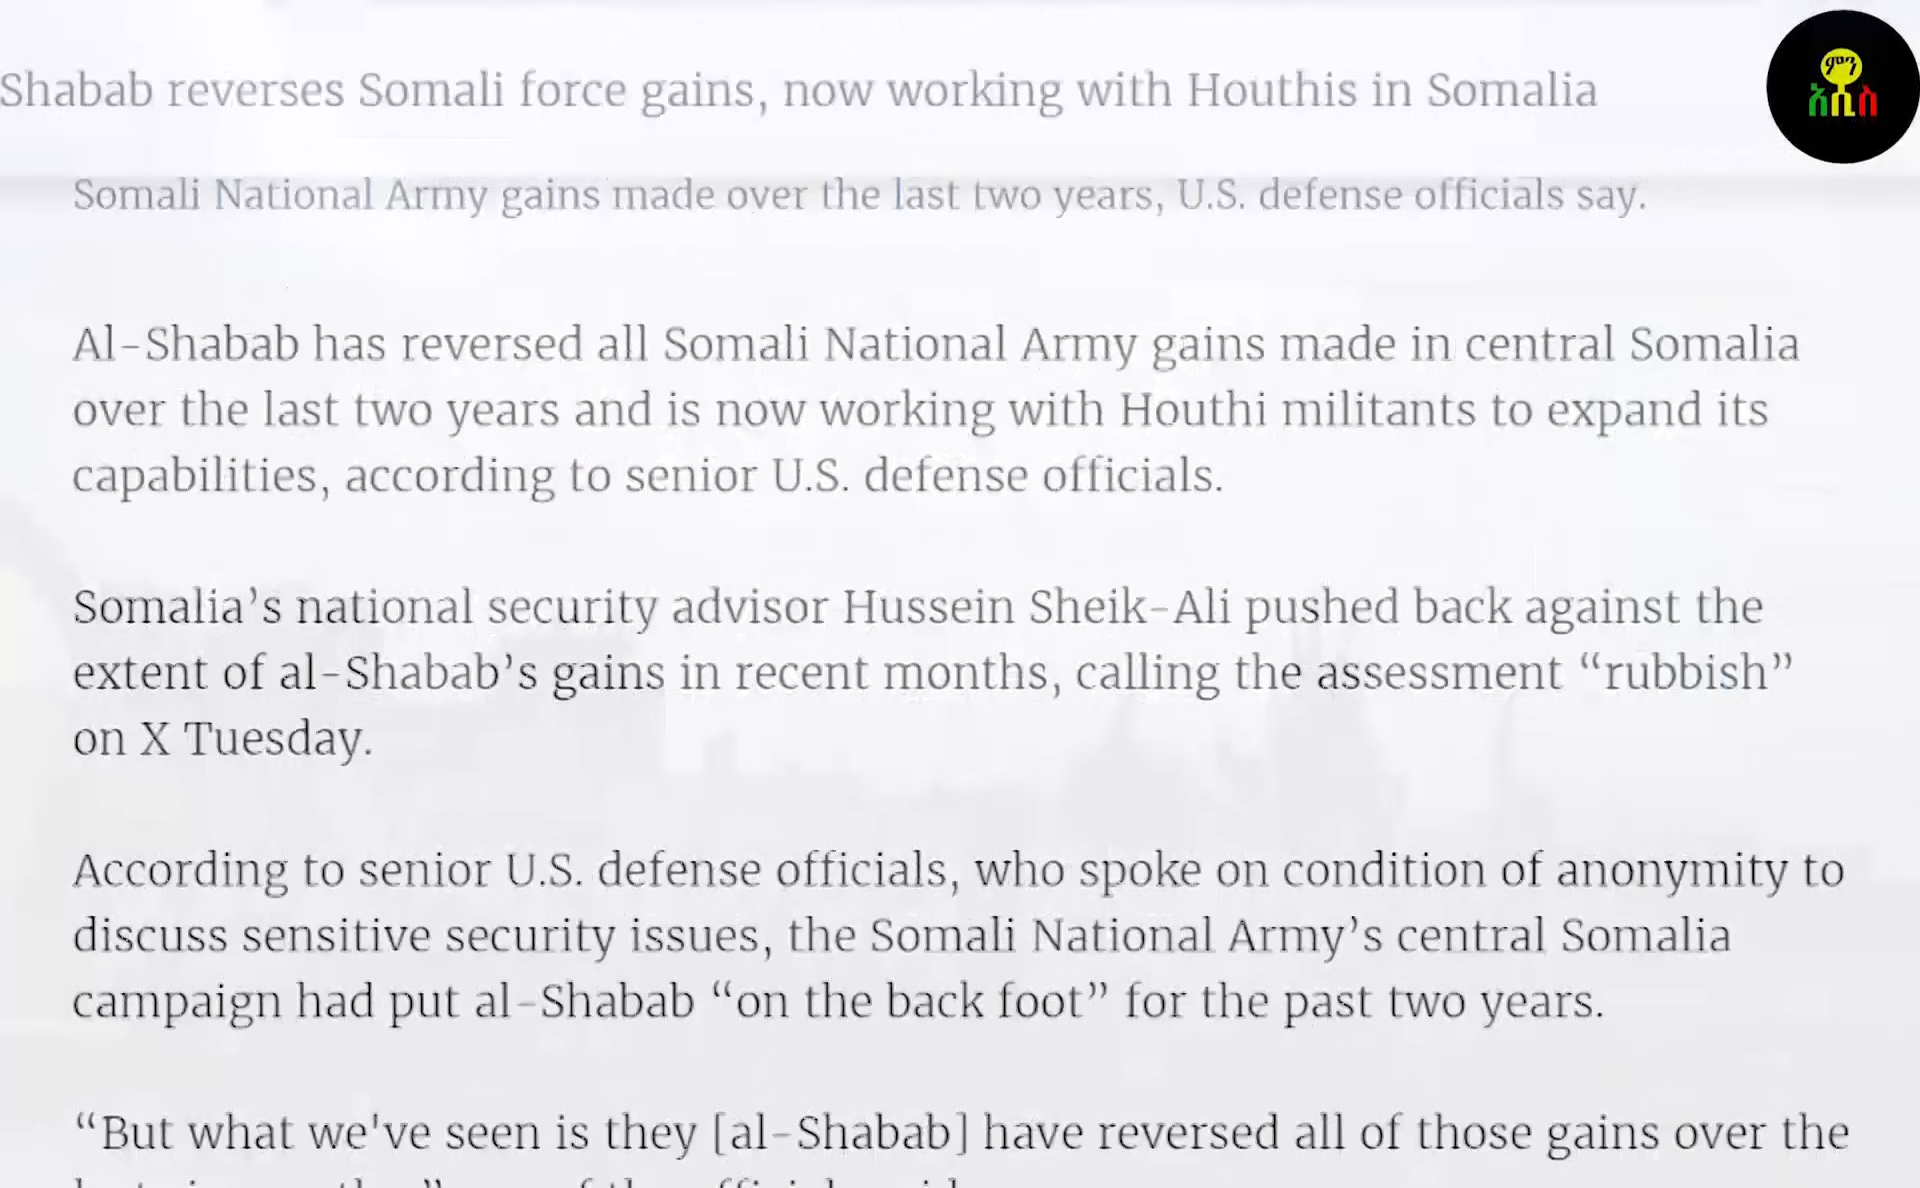 Shabab reverses Somali force gains, now working with Houthis in Somalia
Somali National Army gains made over the last two years, U.S. defense officials say.
Al-Shabab has reversed all Somali National Army gains made in central Somalia
over the last two years and is now working with Houthi militants to expand its
capabilities, according to senior U.S. defense officials.
Somalia’s national security advisor Hussein Sheik-Ali pushed back against the
extent of al-Shabab’s gains in recent months, calling the assessment “rubbish”
on X Tuesday.
According to senior U.S. defense officials, who spoke on condition of anonymity to
discuss sensitive security issues, the Somali National Army’s central Somalia
campaign had put al-Shabab “on the back foot” for the past two years.
“But what we've seen is they [al-Shabab] have reversed all of those gains over the
አቢስ